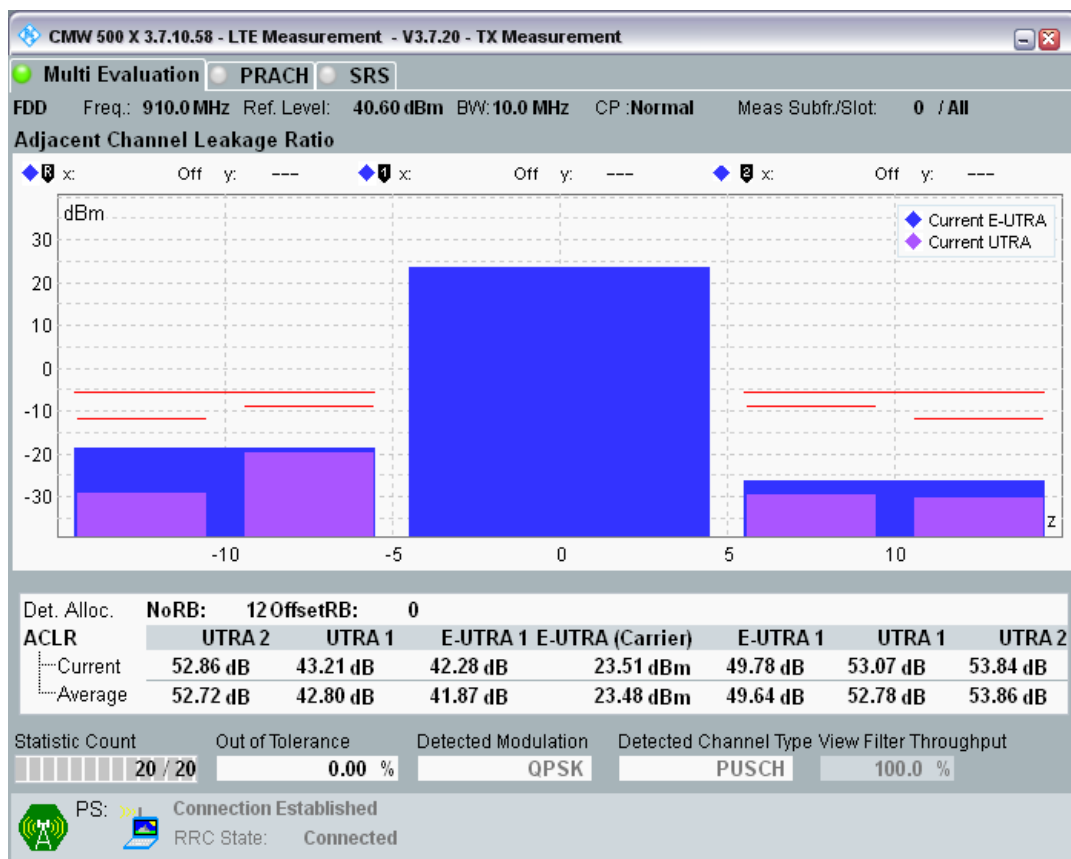 CMW 500 X 3.7.10.58 - LTE Measurement - V3.7.20 - TX Measurement
Multi Evaluation PRACH SRS
FDD Freq.: 910.0 MHz Ref. Level: 40.60 dBm BW: 10.0 MHz CP :Normal Meas Subfr./Slot: 0 / All
Adjacent Channel Leakage Ratio
R x: Off y: --- 1 x: Off y: --- 2 x: Off y: ---
dBm
Current E-UTRA
Current UTRA
30
20
10
0
-10
-20
-30
z
-10 -5 0 5 10
Det. Alloc. NoRB: 12 OffsetRB: 0
ACLR UTRA 2 UTRA 1 E-UTRA 1 E-UTRA (Carrier) E-UTRA 1 UTRA 1 UTRA 2
Current 52.86 dB 43.21 dB 42.28 dB 23.51 dBm 49.78 dB 53.07 dB 53.84 dB
Average 52.72 dB 42.80 dB 41.87 dB 23.48 dBm 49.64 dB 52.78 dB 53.86 dB
Statistic Count Out of Tolerance Detected Modulation Detected Channel Type View Filter Throughput
20 / 20 0.00 % QPSK PUSCH 100.0 %
PS: Connection Established
RRC State: Connected